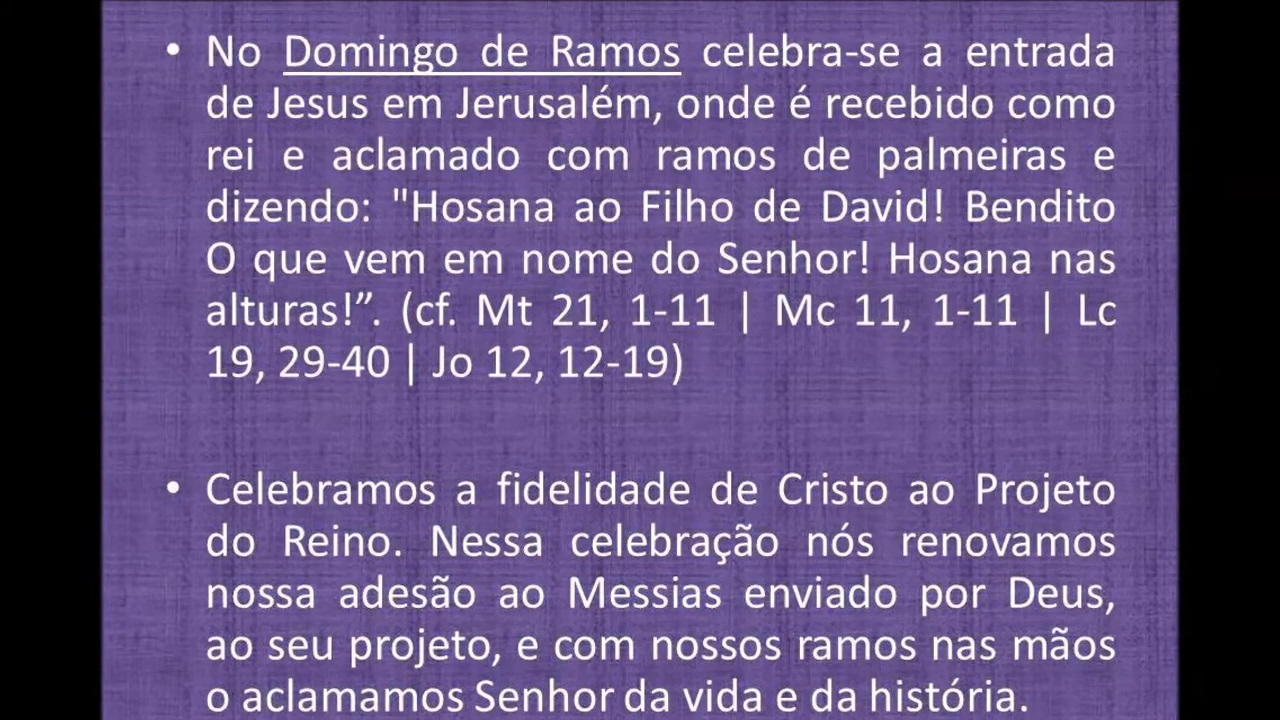 • No Domingo de Ramos celebra-se a entrada
de Jesus em Jerusalém, onde é recebido como
rei e aclamado com ramos de palmeiras e
dizendo: "Hosana ao Filho de David! Bendito
O que vem em nome do Senhor! Hosana nas
alturas!”. (cf. Mt 21, 1-11 | Mc 11, 1-11 | Lc
19, 29-40 | Jo 12, 12-19)
• Celebramos a fidelidade de Cristo ao Projeto
do Reino. Nessa celebração nós renovamos
nossa adesão ao Messias enviado por Deus,
ao seu projeto, e com nossos ramos nas mãos
o aclamamos Senhor da vida e da história.